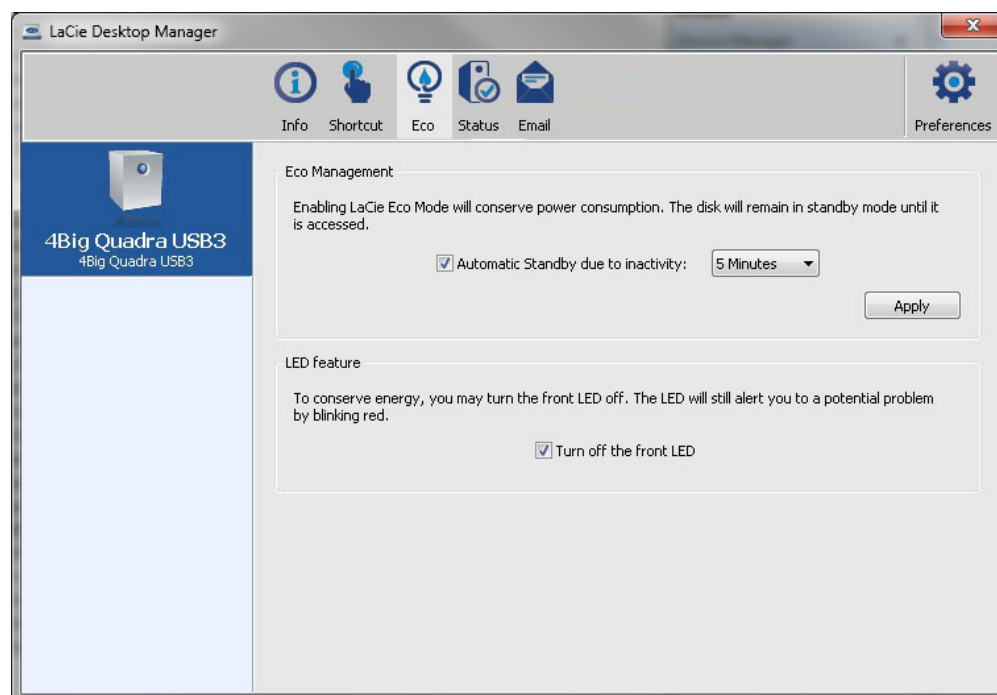 LaCie Desktop Manager
Info Shortcut Eco Status Email Preferences
4Big Quadra USB3
4Big Quadra USB3
Eco Management
Enabling LaCie Eco Mode will conserve power consumption. The disk will remain in standby mode until it
is accessed.
Automatic Standby due to inactivity: 5 Minutes
Apply
LED feature
To conserve energy, you may turn the front LED off. The LED will still alert you to a potential problem
by blinking red.
Turn off the front LED